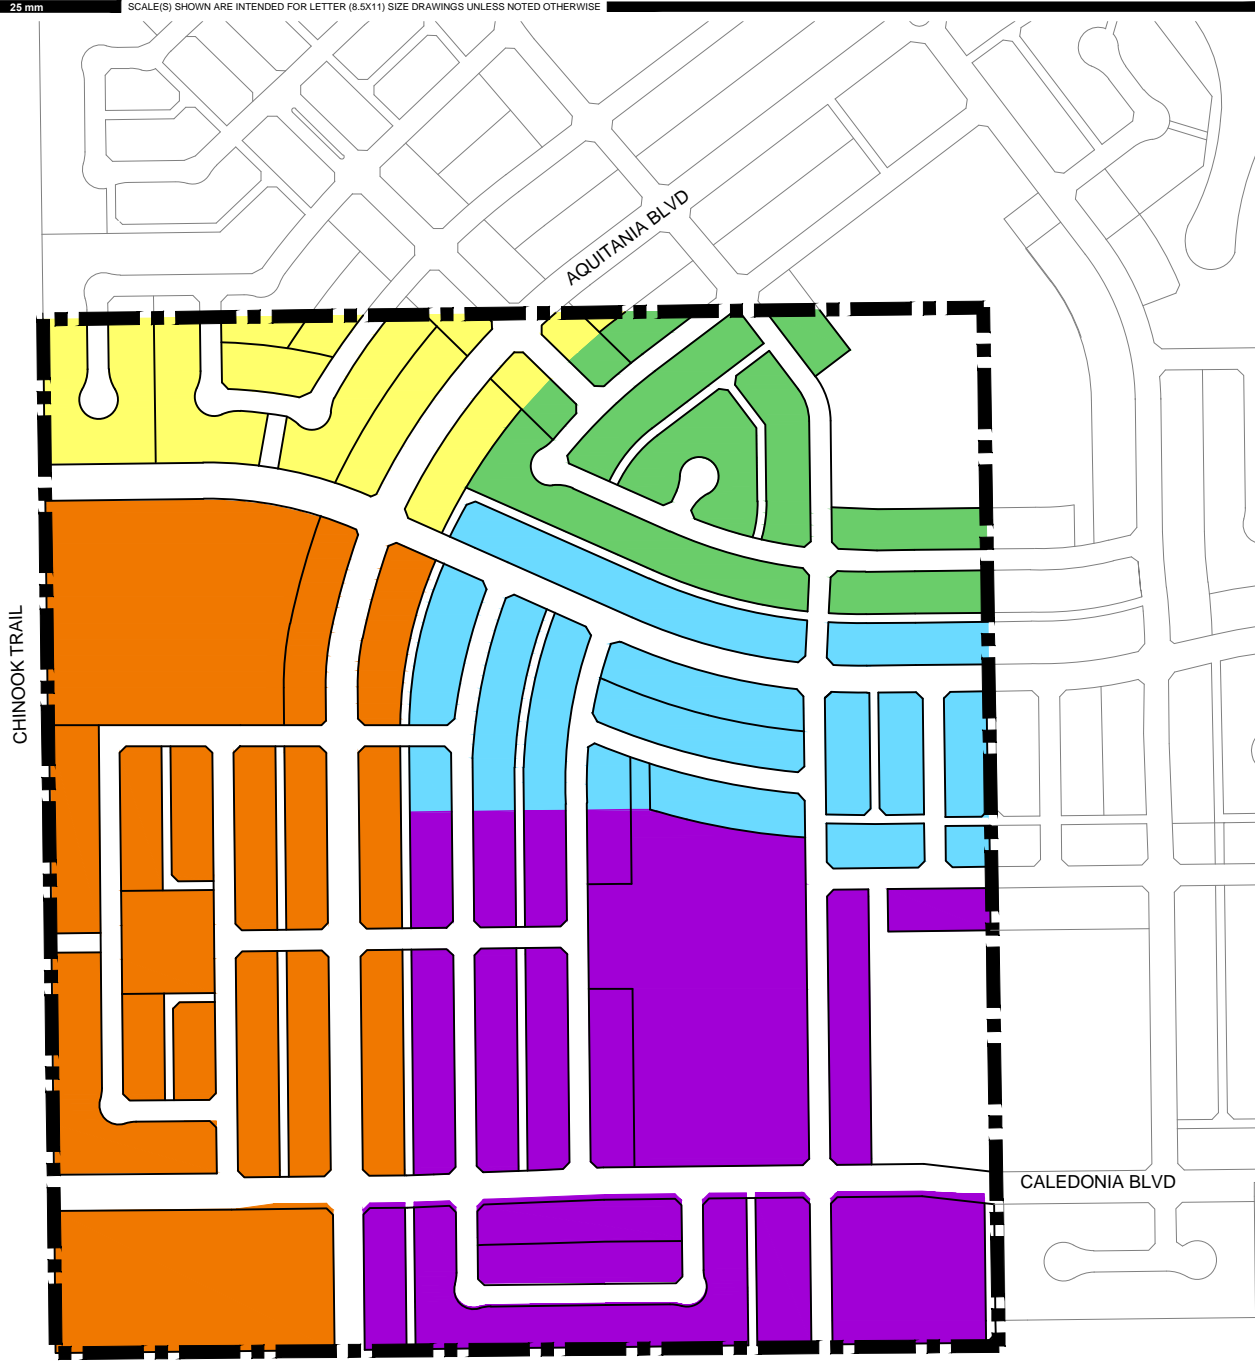 25 mm
SCALE(S) SHOWN ARE INTENDED FOR LETTER (8.5X11) SIZE DRAWINGS UNLESS NOTED OTHERWISE
AQUITANIA BLVD
CHINOOK TRAIL
CALEDONIA BLVD